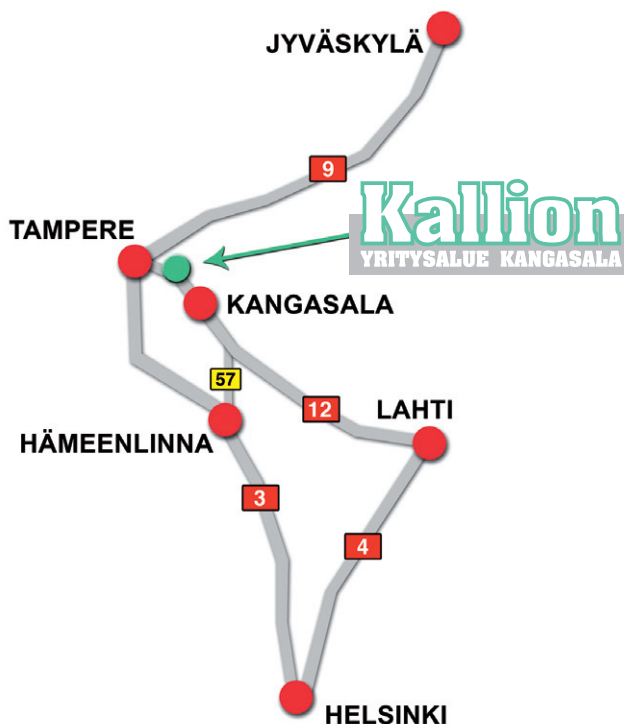 JYVÄSKYLÄ
9
Kallion
YRITYSALUE KANGASALA
TAMPERE
KANGASALA
57
12
LAHTI
HÄMEENLINNA
3
4
HELSINKI